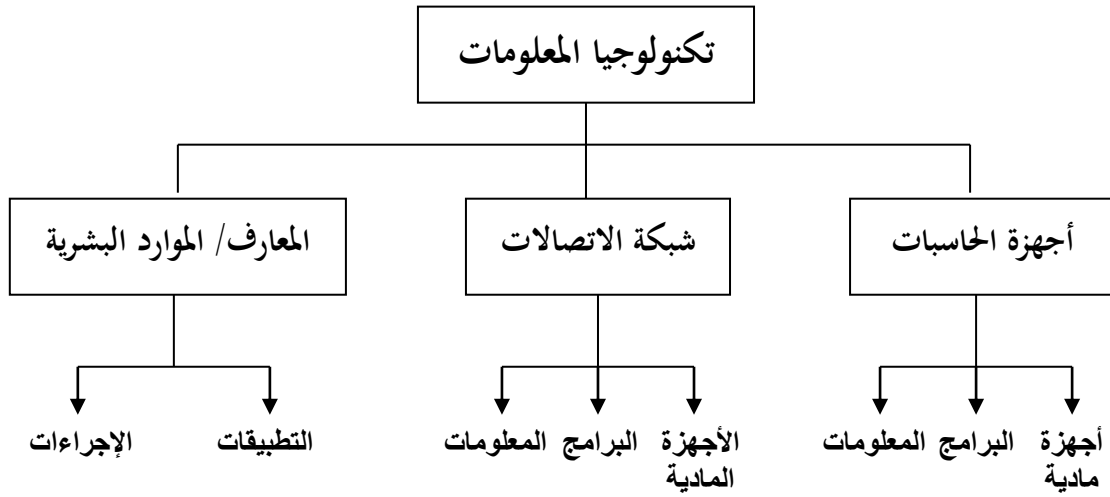 تكنولوجيا المعلومات
أجهزة الحاسبات
شبكة الاتصالات
المعارف/ الموارد البشرية
أجهزة
مادية
البرامج
المعلومات
الأجهزة
المادية
البرامج
المعلومات
التطبيقات
الإجراءات